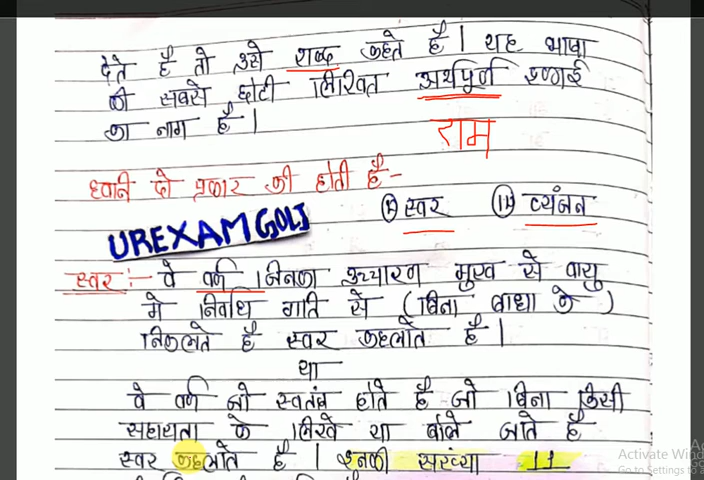 देते है तो उसे शब्द कहते है । यह भाषा
की सबसे छोटी लिखित अर्थपूर्ण इकाई
का नाम है ।
राम
ध्वनि दो प्रकार की होती है-
(I) स्वर (II) व्यंजन
UREXAMGOLI
स्वर :- वे वर्ण जिनका उच्चारण मुख से वायु
मे निर्वाध गति से ( बिना बाधा के )
निकलते है स्वर कहलाते है ।
या
वे वर्ण जो स्वतंत्र होते है जो बिना किसी
सहायता के लिखे या बोले जाते है
स्वर कहलाते है । इनकी संख्या 11
Activate Wind
Go to Settings to a